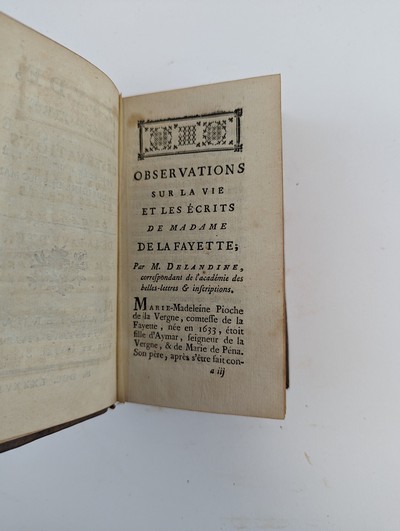 OBSERVATIONS
SUR LA VIE
ET LES ÉCRITS
DE MADAME
DE LA FAYETTE;
Par M. DELANDINE,
correspondant de l'académie des
belles-lettres & inscriptions.
MARIE-Madeleine Pioche
de la Vergne, comtesse de la
Fayette, née en 1633, étoit
fille d'Aymar, seigneur de la
Vergne, & de Marie de Péna.
Son père, après s'être fait con-
a iij